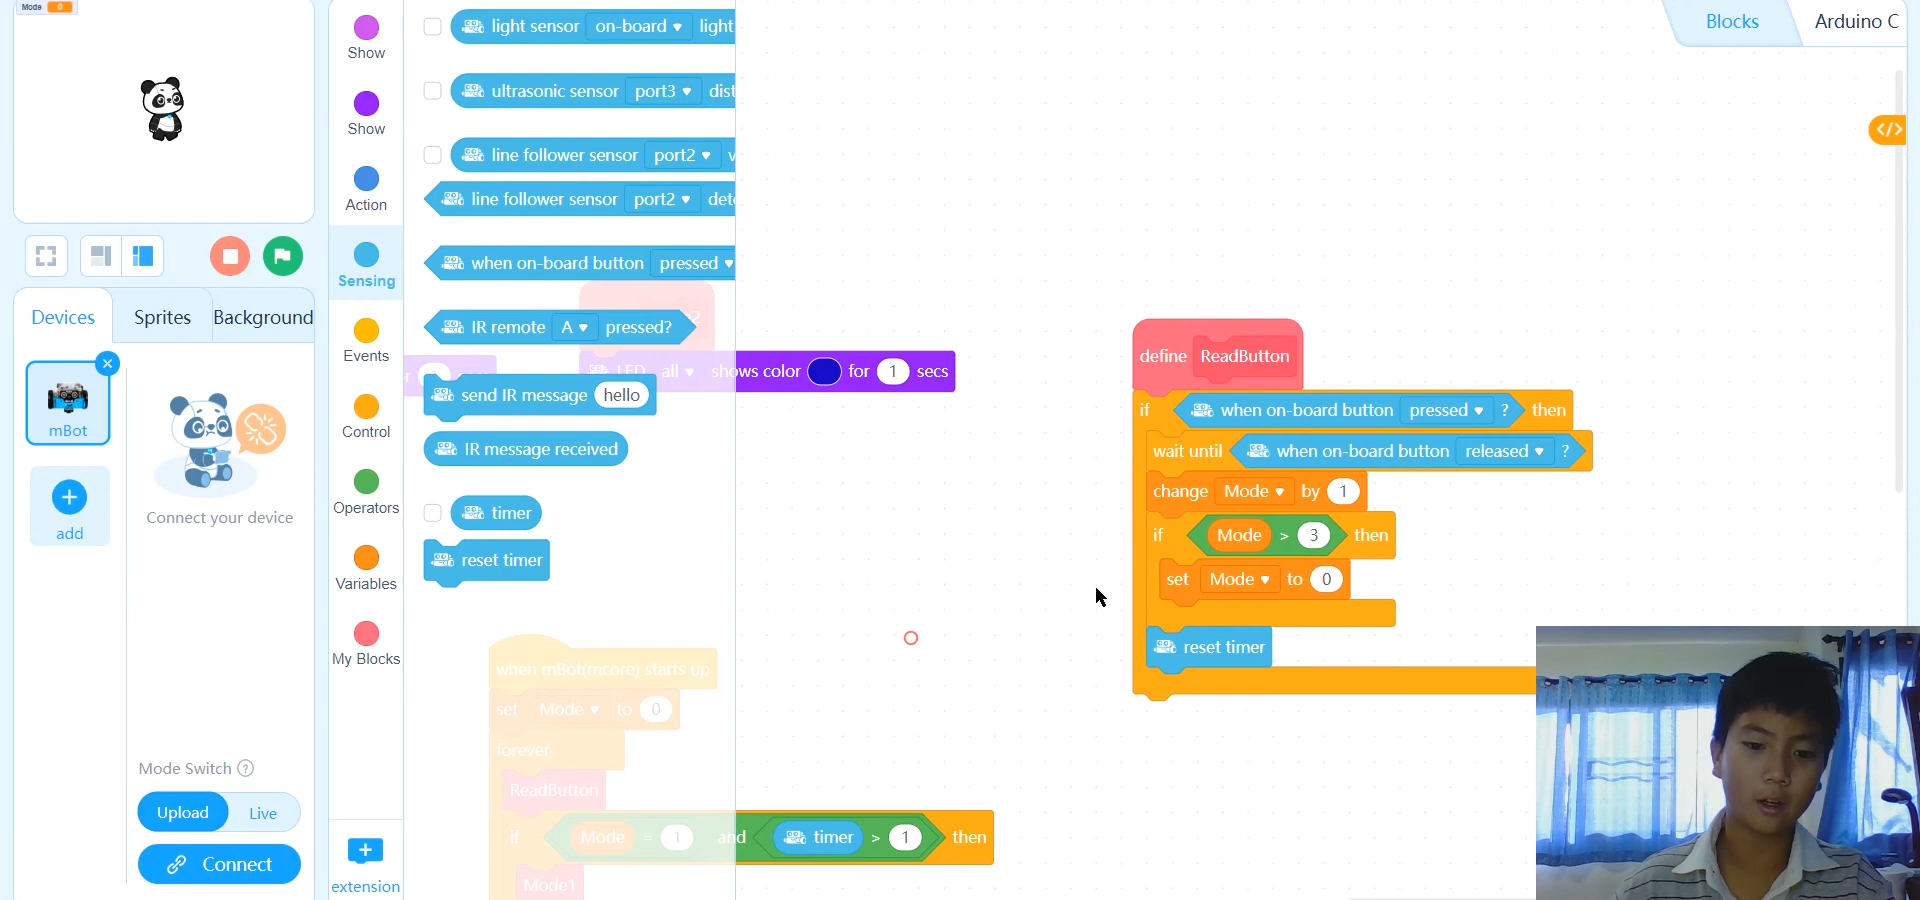 Mode 0
Devices
Sprites
Background
mBot
add
Connect your device
Mode Switch ?
Upload
Live
Connect
Show
Show
Action
Sensing
Events
Control
Operators
Variables
My Blocks
extension
light sensor on-board light
ultrasonic sensor port3 dist
line follower sensor port2 v
line follower sensor port2 dete
when on-board button pressed
IR remote A pressed?
send IR message hello
IR message received
timer
reset timer
LED all shows color for 1 secs
when mBot(mcore) starts up
set Mode to 0
forever
ReadButton
if Mode = 1 and timer > 1 then
Mode1
define ReadButton
if when on-board button pressed ? then
wait until when on-board button released ?
change Mode by 1
if Mode > 3 then
set Mode to 0
reset timer
Blocks
Arduino C
</>